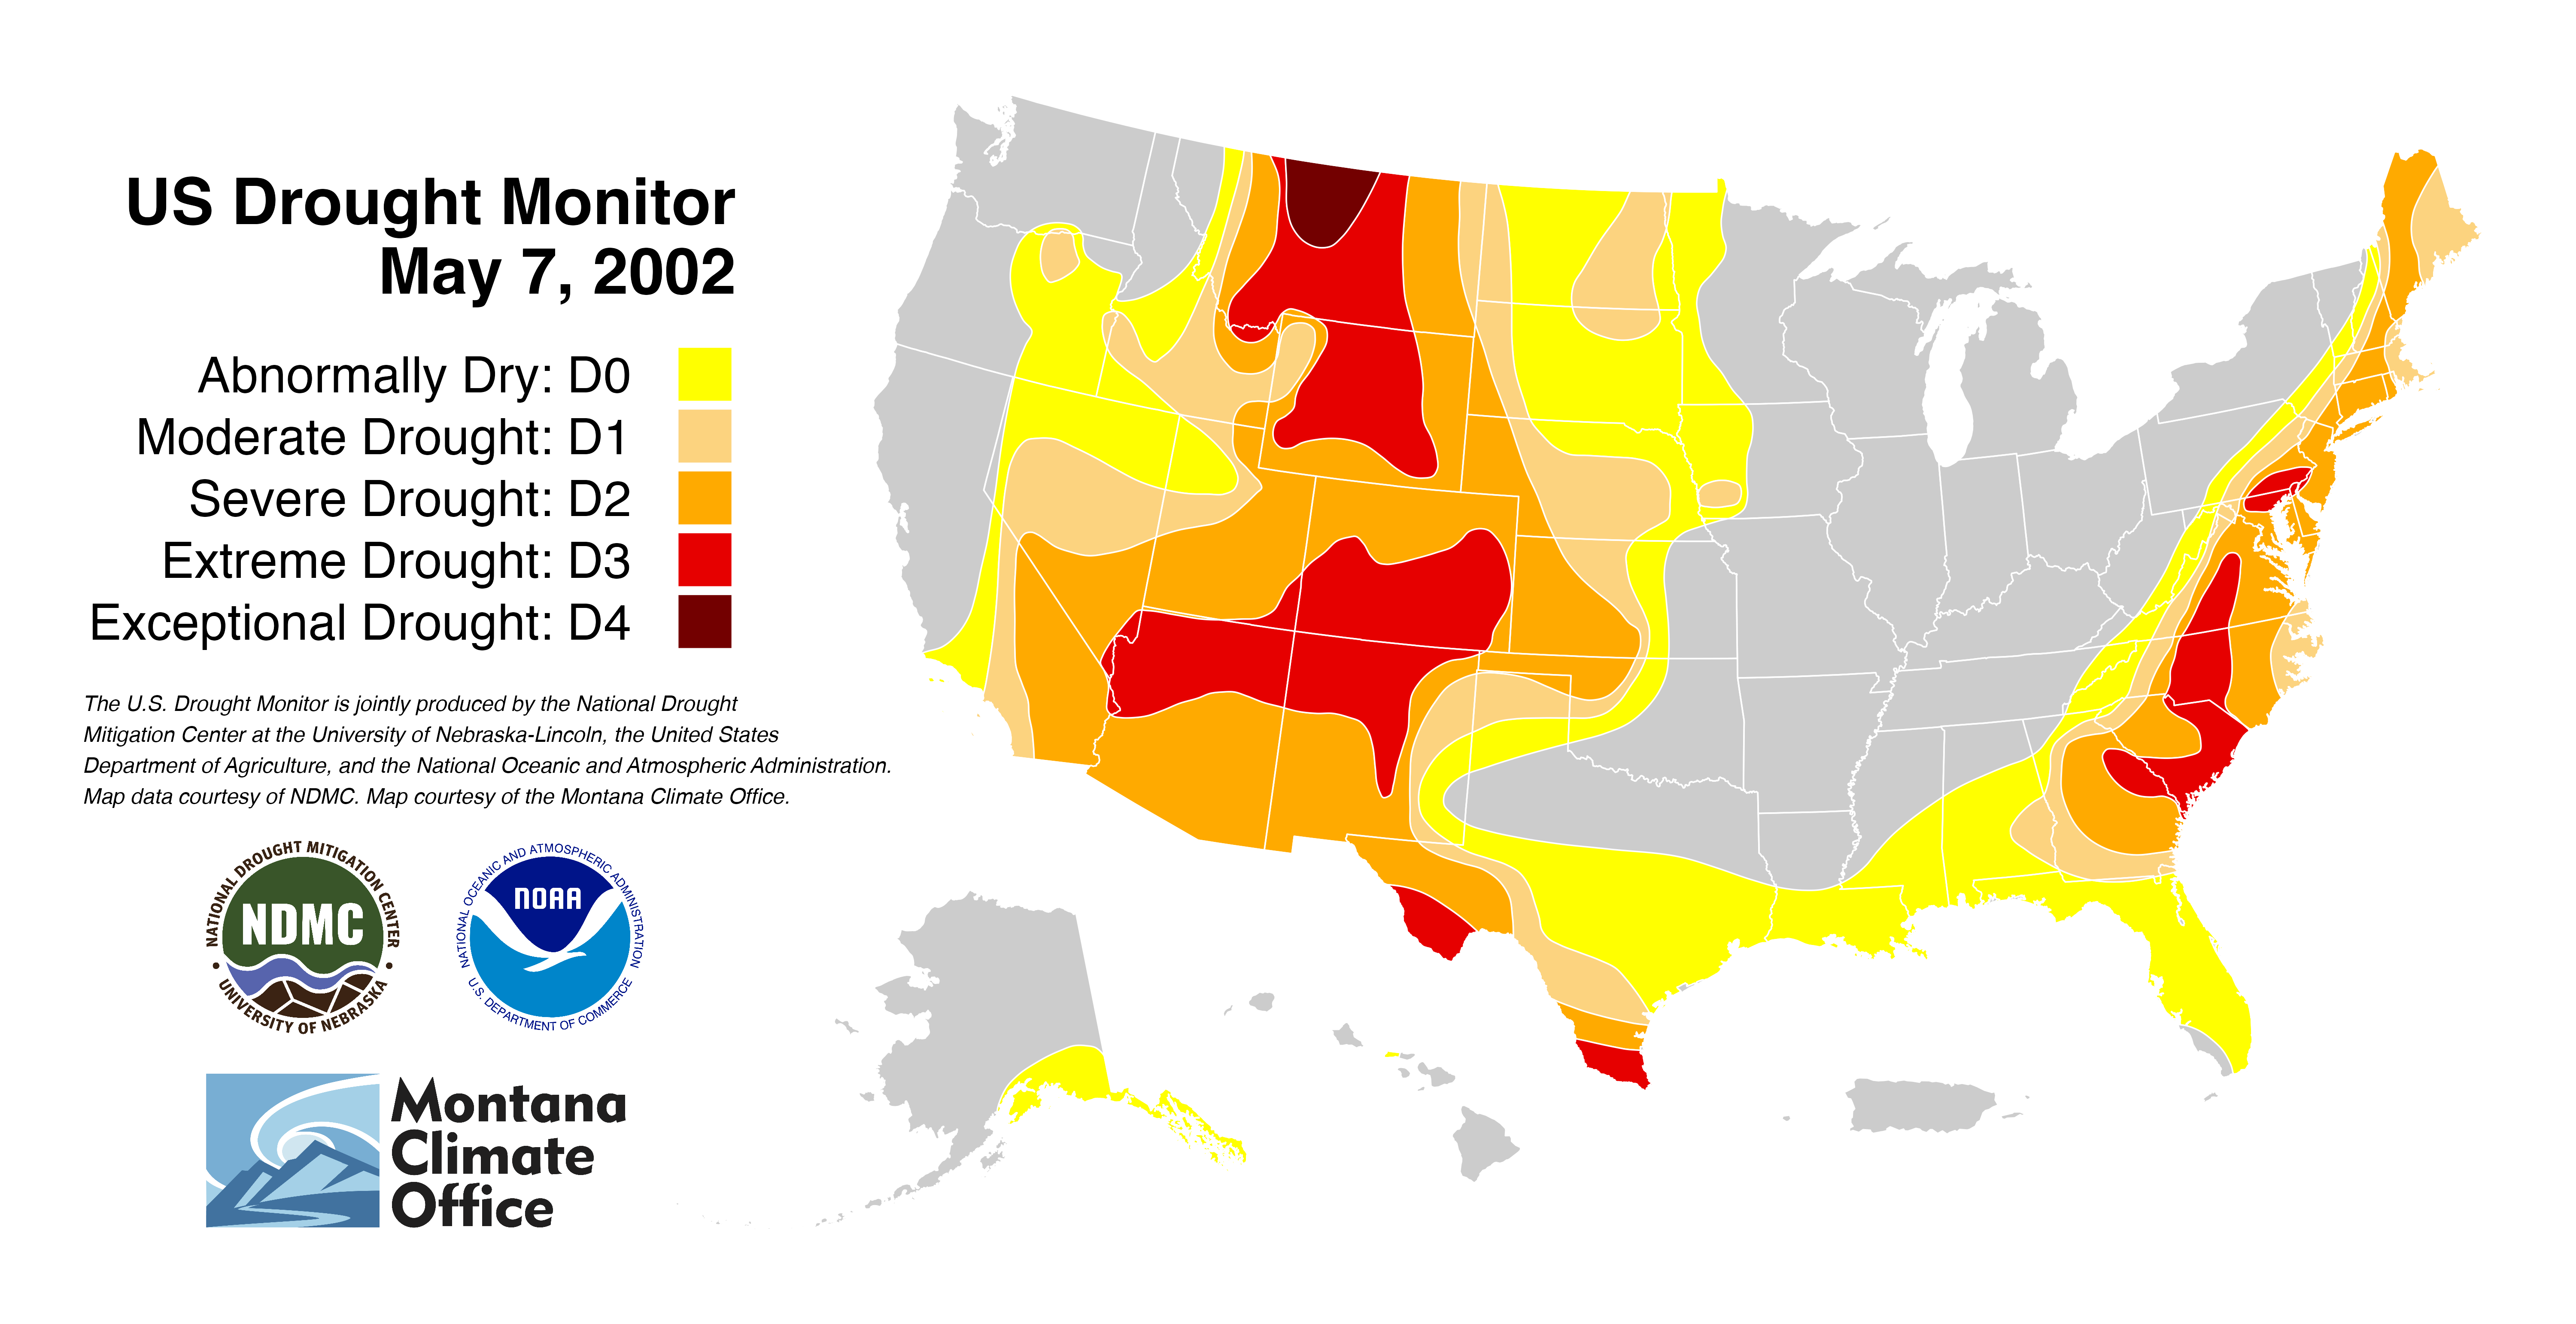 US Drought Monitor
May 7, 2002
Abnormally Dry: D0
Moderate Drought: D1
Severe Drought: D2
Extreme Drought: D3
Exceptional Drought: D4
The U.S. Drought Monitor is jointly produced by the National Drought
Mitigation Center at the University of Nebraska-Lincoln, the United States
Department of Agriculture, and the National Oceanic and Atmospheric Administration.
Map data courtesy of NDMC. Map courtesy of the Montana Climate Office.
NATIONAL DROUGHT MITIGATION CENTER
NDMC
• UNIVERSITY OF NEBRASKA •
NATIONAL OCEANIC AND ATMOSPHERIC ADMINISTRATION
NOAA
U.S. DEPARTMENT OF COMMERCE
Montana
Climate
Office